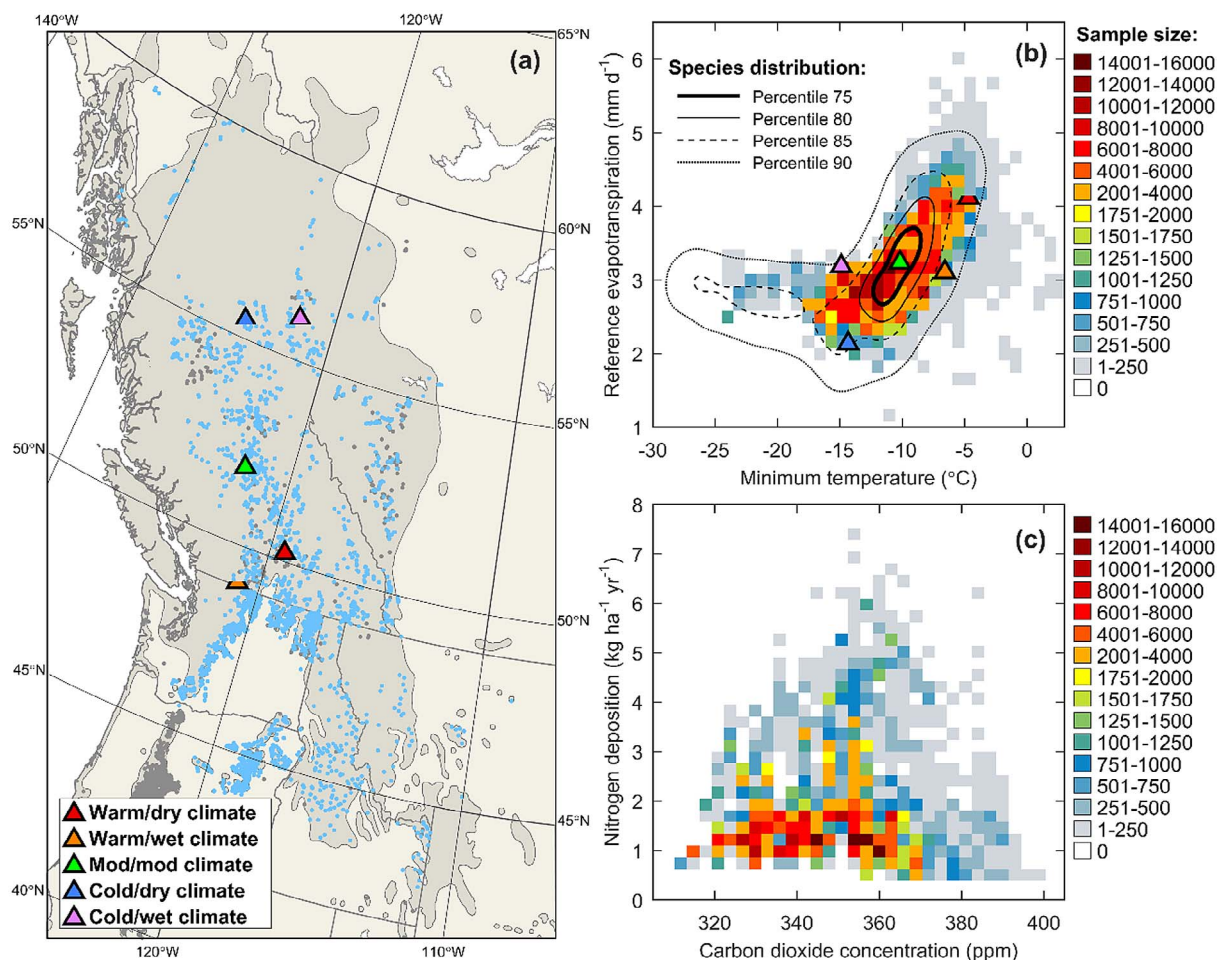 140°W
120°W
65°N
(a)
55°N
60°N
50°N
55°N
45°N
50°N
40°N
45°N
120°W
110°W
Warm/dry climate
Warm/wet climate
Mod/mod climate
Cold/dry climate
Cold/wet climate
(b)
Reference evapotranspiration (mm d⁻¹)
6
5
4
3
2
1
Species distribution:
Percentile 75
Percentile 80
Percentile 85
Percentile 90
-30
-25
-20
-15
-10
-5
0
Minimum temperature (°C)
Sample size:
14001-16000
12001-14000
10001-12000
8001-10000
6001-8000
4001-6000
2001-4000
1751-2000
1501-1750
1251-1500
1001-1250
751-1000
501-750
251-500
1-250
0
(c)
Nitrogen deposition (kg ha⁻¹ yr⁻¹)
8
7
6
5
4
3
2
1
0
320
340
360
380
400
Carbon dioxide concentration (ppm)
14001-16000
12001-14000
10001-12000
8001-10000
6001-8000
4001-6000
2001-4000
1751-2000
1501-1750
1251-1500
1001-1250
751-1000
501-750
251-500
1-250
0